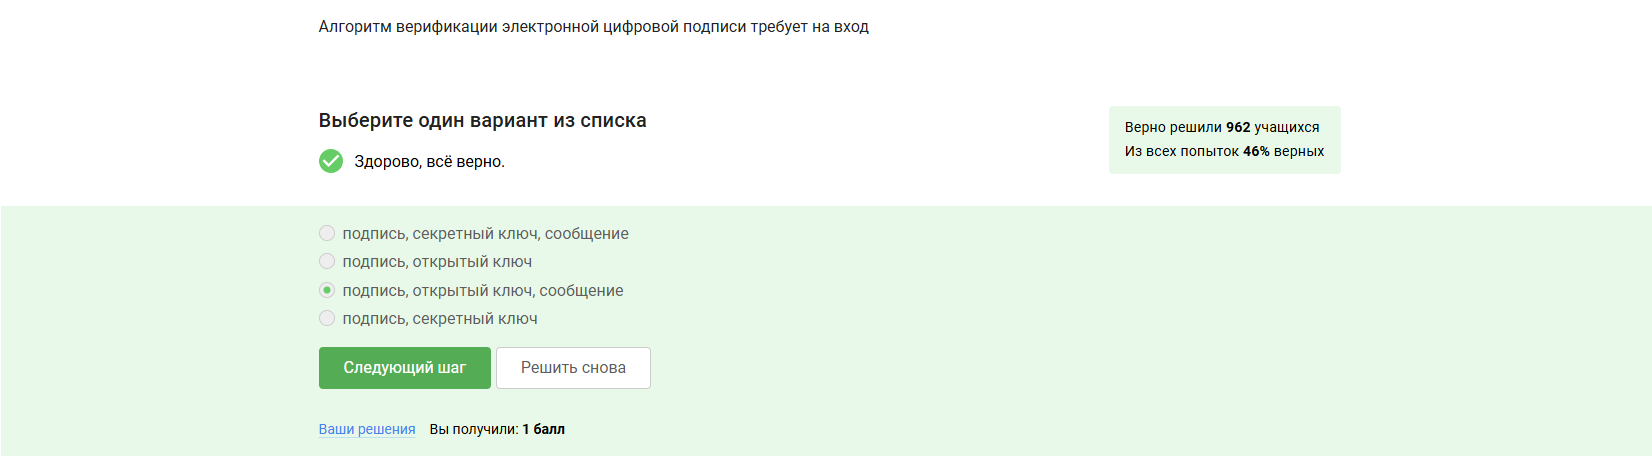 Алгоритм верификации электронной цифровой подписи требует на вход
Выберите один вариант из списка
Здорово, всё верно.
Верно решили 962 учащихся
Из всех попыток 46% верных
подпись, секретный ключ, сообщение
подпись, открытый ключ
подпись, открытый ключ, сообщение
подпись, секретный ключ
Следующий шаг Решить снова
Ваши решения Вы получили: 1 балл